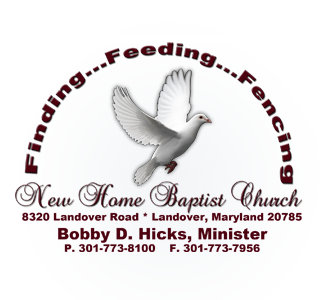 Finding...Feeding...Fencing
New Home Baptist Church
8320 Landover Road * Landover, Maryland 20785
Bobby D. Hicks, Minister
P. 301-773-8100 F. 301-773-7956